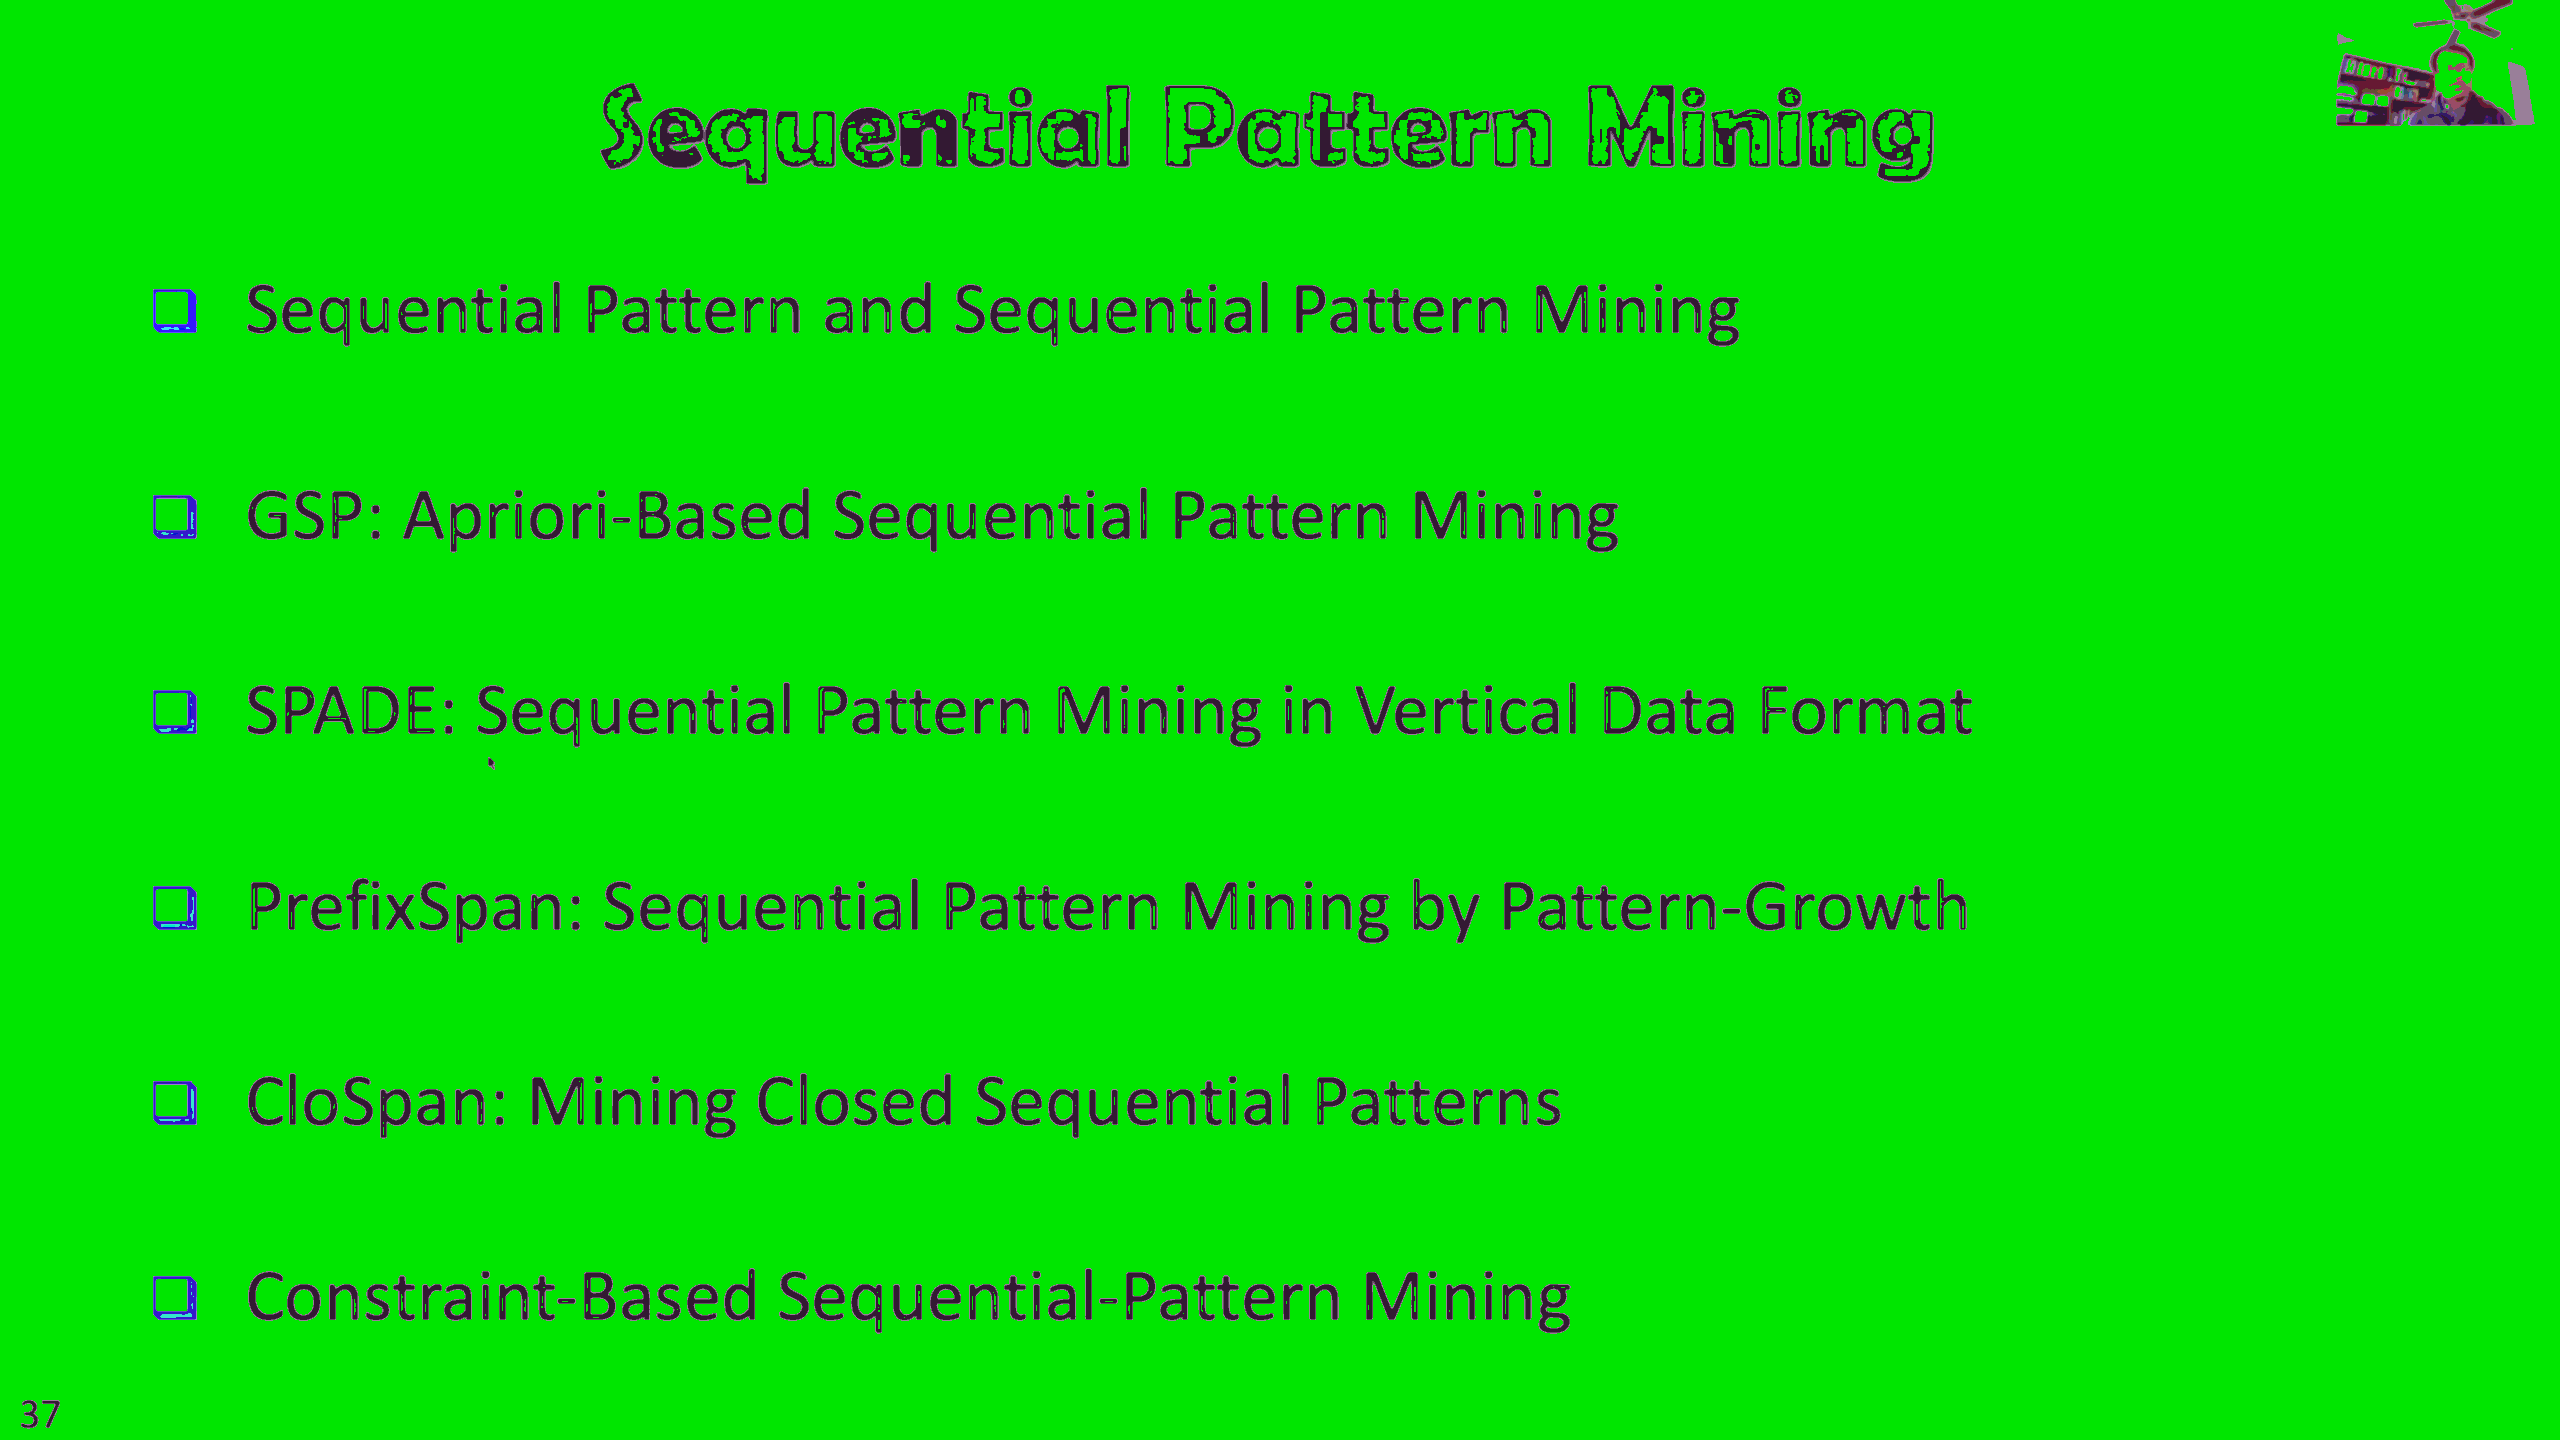 Sequential Pattern Mining
Sequential Pattern and Sequential Pattern Mining
GSP: Apriori-Based Sequential Pattern Mining
SPADE: Sequential Pattern Mining in Vertical Data Format
PrefixSpan: Sequential Pattern Mining by Pattern-Growth
CloSpan: Mining Closed Sequential Patterns
Constraint-Based Sequential-Pattern Mining
37